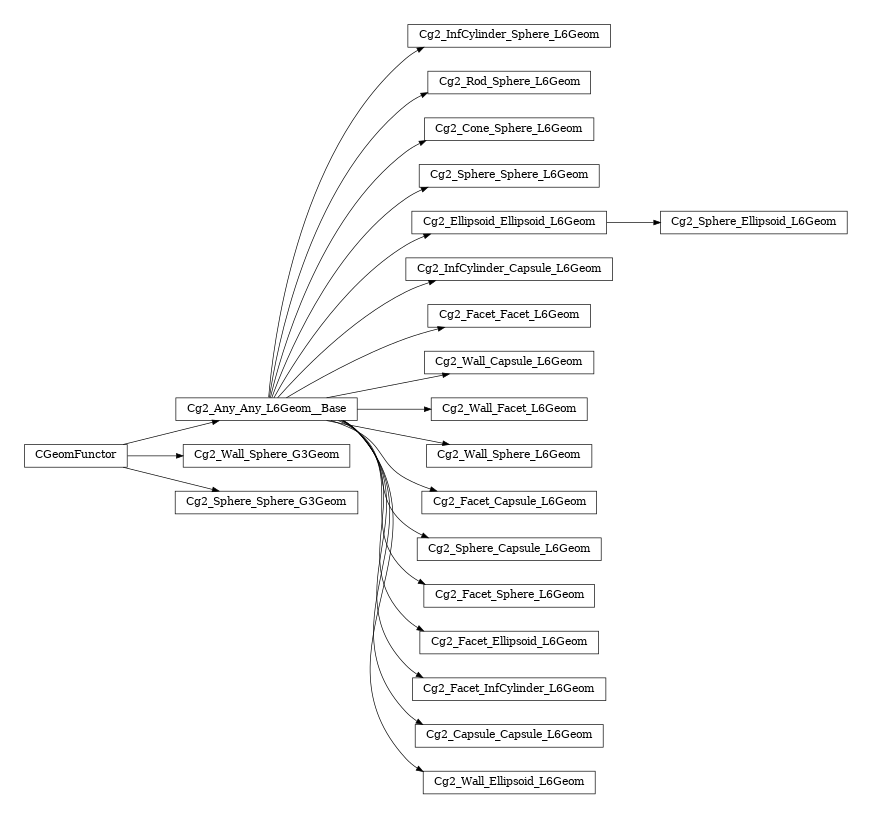 Cg2_InfCylinder_Sphere_L6Geom
Cg2_Rod_Sphere_L6Geom
Cg2_Cone_Sphere_L6Geom
Cg2_Sphere_Sphere_L6Geom
Cg2_Ellipsoid_Ellipsoid_L6Geom
Cg2_Sphere_Ellipsoid_L6Geom
Cg2_InfCylinder_Capsule_L6Geom
Cg2_Facet_Facet_L6Geom
Cg2_Wall_Capsule_L6Geom
Cg2_Any_Any_L6Geom__Base
Cg2_Wall_Facet_L6Geom
CGeomFunctor
Cg2_Wall_Sphere_G3Geom
Cg2_Wall_Sphere_L6Geom
Cg2_Sphere_Sphere_G3Geom
Cg2_Facet_Capsule_L6Geom
Cg2_Sphere_Capsule_L6Geom
Cg2_Facet_Sphere_L6Geom
Cg2_Facet_Ellipsoid_L6Geom
Cg2_Facet_InfCylinder_L6Geom
Cg2_Capsule_Capsule_L6Geom
Cg2_Wall_Ellipsoid_L6Geom